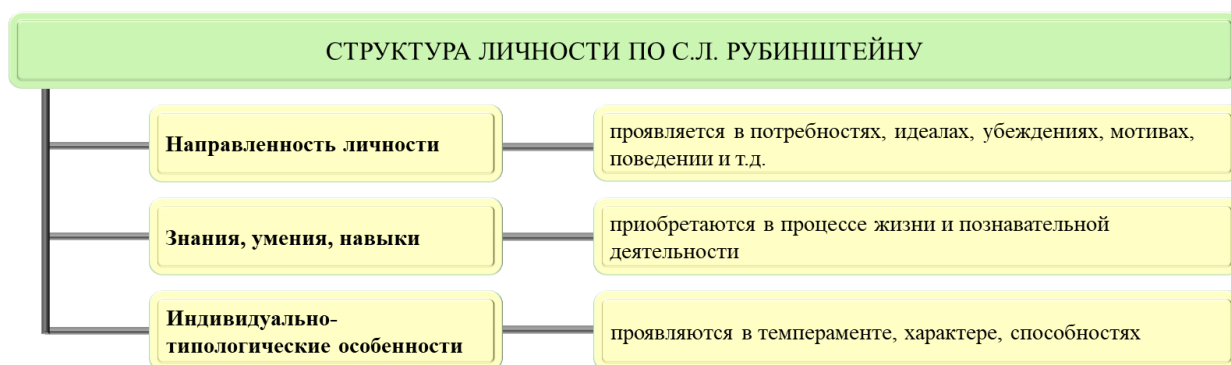 СТРУКТУРА ЛИЧНОСТИ ПО С.Л. РУБИНШТЕЙНУ
Направленность личности
проявляется в потребностях, идеалах, убеждениях, мотивах,
поведении и т.д.
Знания, умения, навыки
приобретаются в процессе жизни и познавательной
деятельности
Индивидуально-
типологические особенности
проявляются в темпераменте, характере, способностях